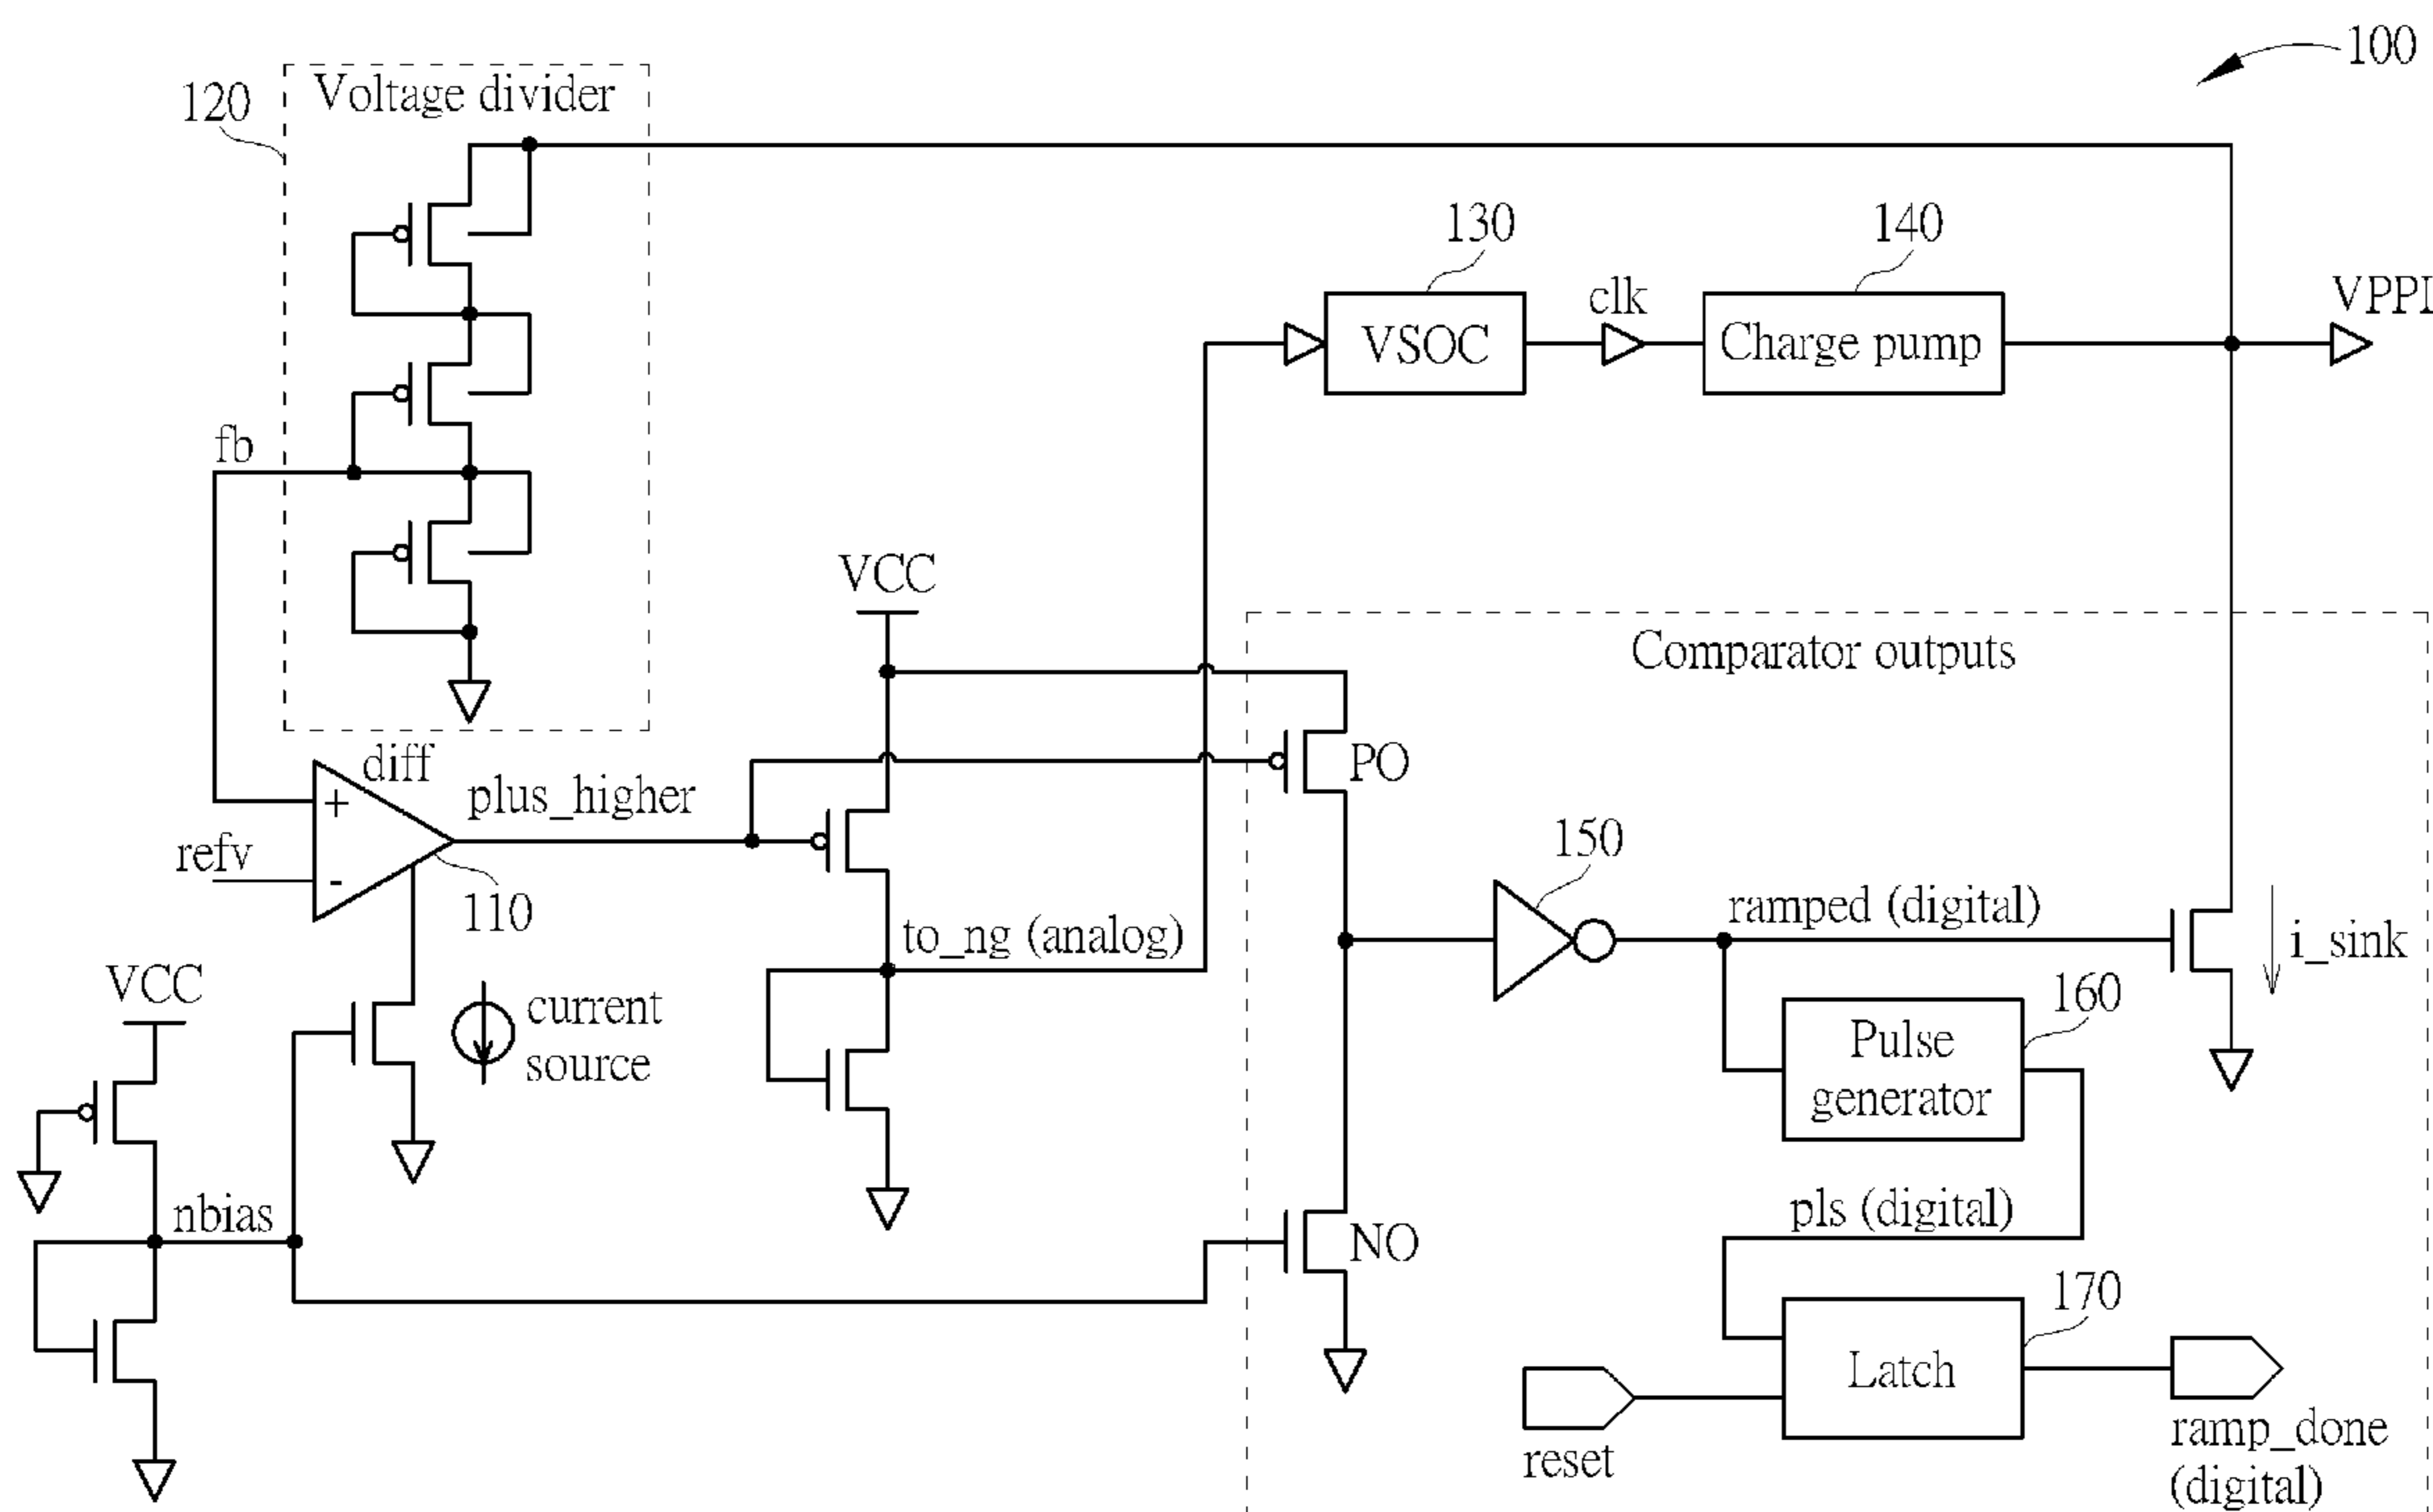 100
120
Voltage divider
130
140
clk
VPPI
VSOC
Charge pump
fb
VCC
Comparator outputs
diff
+
plus_higher
PO
refv
-
110
150
ramped (digital)
i_sink
to_ng (analog)
VCC
current
source
160
Pulse
generator
nbias
pls (digital)
NO
170
Latch
reset
ramp_done
(digital)